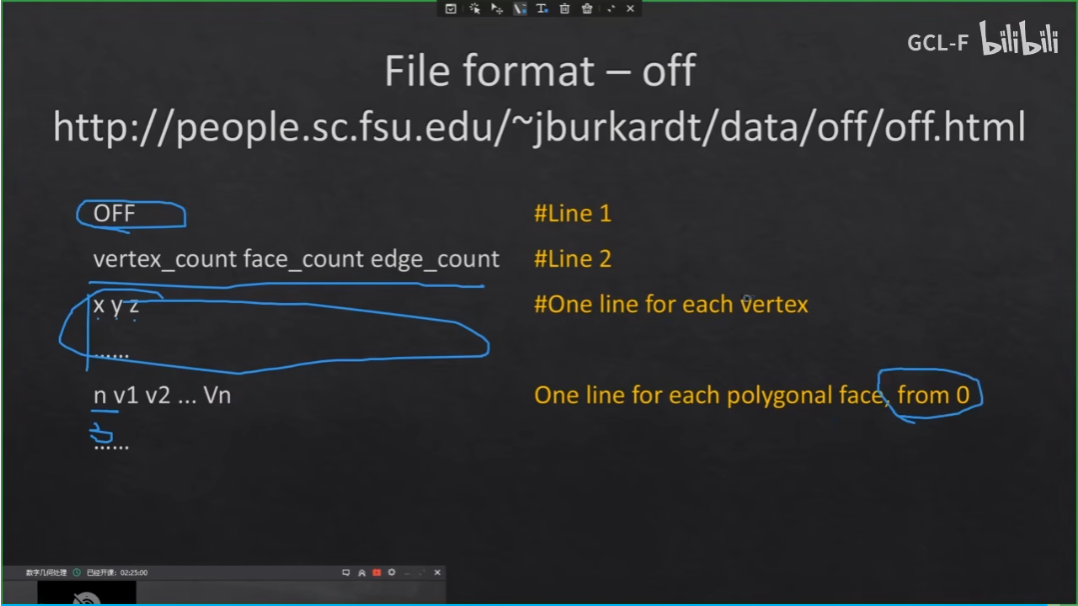 GCL-F bilibili
File format – off
http://people.sc.fsu.edu/~jburkardt/data/off/off.html
OFF #Line 1
vertex_count face_count edge_count #Line 2
x y z #One line for each vertex
......
n v1 v2 ... Vn One line for each polygonal face, from 0
......
数字几何处理 已经开课: 02:25:00